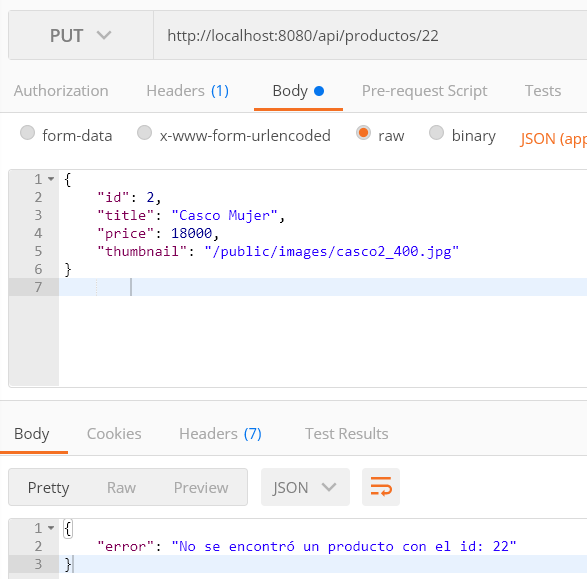 PUT http://localhost:8080/api/productos/22
Authorization Headers (1) Body Pre-request Script Tests
form-data x-www-form-urlencoded raw binary JSON (app
1 {
2 "id": 2,
3 "title": "Casco Mujer",
4 "price": 18000,
5 "thumbnail": "/public/images/casco2_400.jpg"
6 }
7
Body Cookies Headers (7) Test Results
Pretty Raw Preview JSON
1 {
2 "error": "No se encontró un producto con el id: 22"
3 }